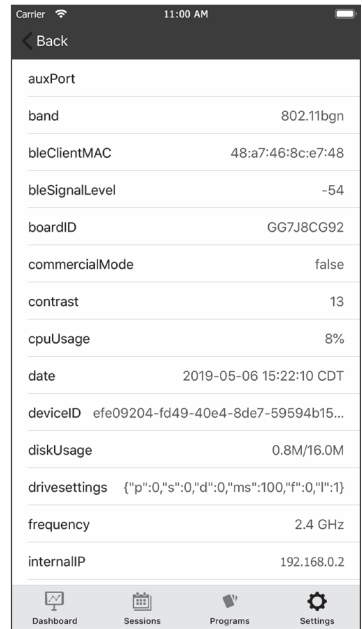 Carrier 11:00 AM
Back
auxPort
band 802.11bgn
bleClientMAC 48:a7:46:8c:e7:48
bleSignalLevel -54
boardID GG7J8CG92
commercialMode false
contrast 13
cpuUsage 8%
date 2019-05-06 15:22:10 CDT
deviceID efe09204-fd49-40e4-8de7-59594b15...
diskUsage 0.8M/16.0M
drivesettings {"p":0,"s":0,"d":0,"ms":100,"f":0,"l":1}
frequency 2.4 GHz
internalIP 192.168.0.2
Dashboard Sessions Programs Settings